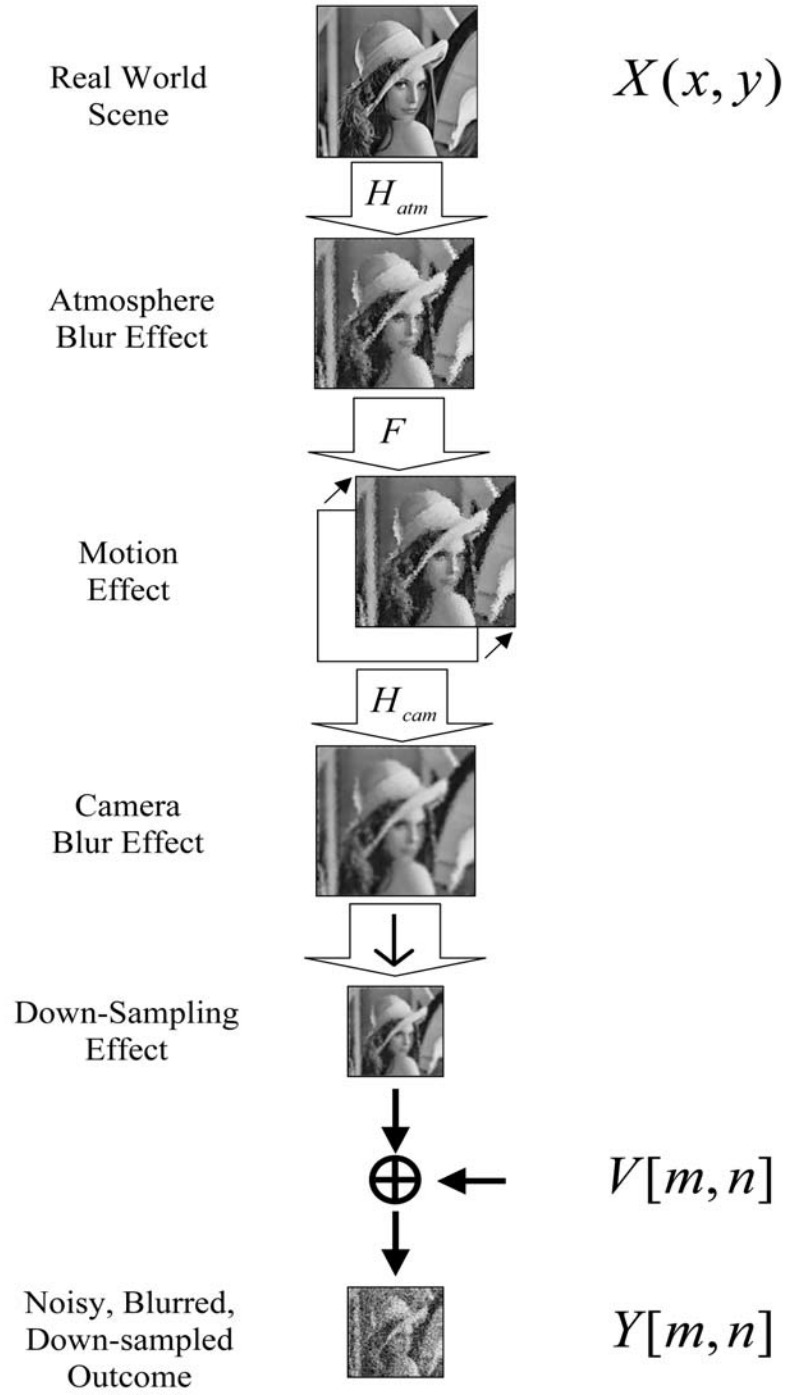 Real World
Scene
X(x, y)
H_atm
Atmosphere
Blur Effect
F
Motion
Effect
H_cam
Camera
Blur Effect
Down-Sampling
Effect
V[m, n]
Noisy, Blurred,
Down-sampled
Outcome
Y[m, n]